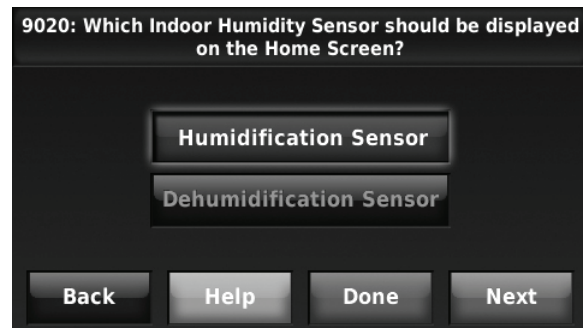 9020: Which Indoor Humidity Sensor should be displayed
on the Home Screen?
Humidification Sensor
Dehumidification Sensor
Back Help Done Next